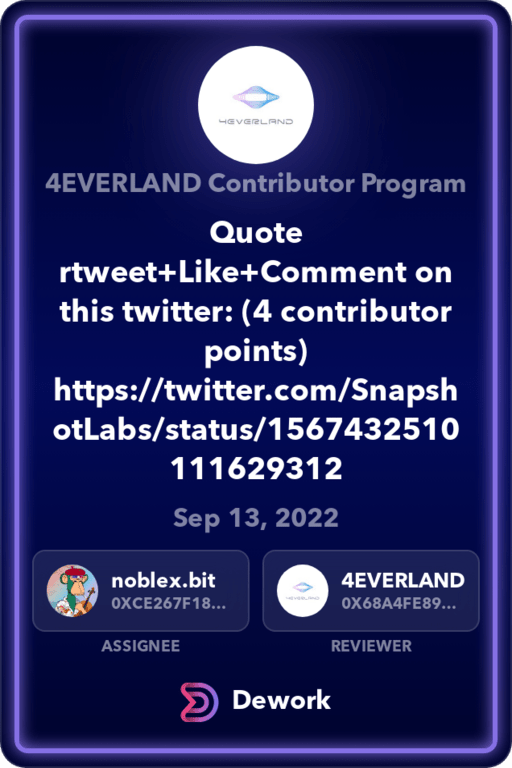 4EVERLAND
4EVERLAND Contributor Program
Quote
rtweet+Like+Comment on
this twitter: (4 contributor
points)
https://twitter.com/Snapsh
otLabs/status/1567432510
111629312
Sep 13, 2022
noblex.bit
0XCE267F18...
4EVERLAND
4EVERLAND
0X68A4FE89...
ASSIGNEE
REVIEWER
Dework